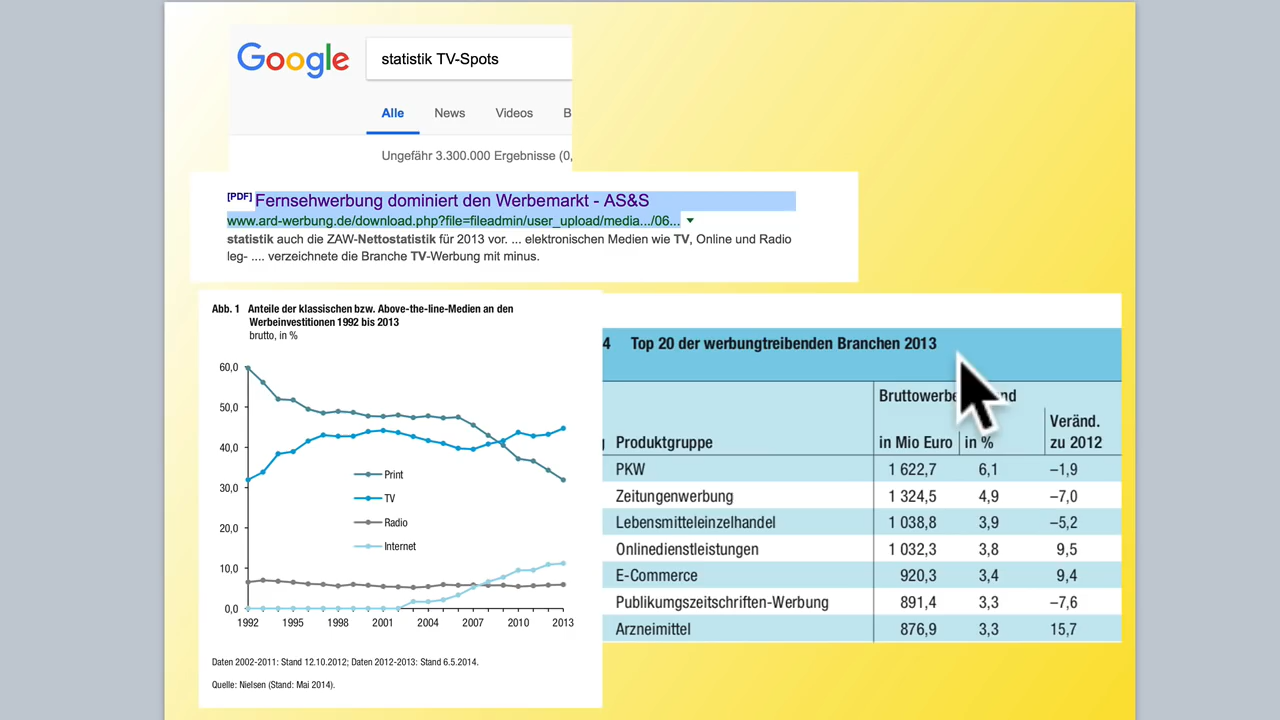 Google
statistik TV-Spots
Alle News Videos B
Ungefähr 3.300.000 Ergebnisse (0,
[PDF] Fernsehwerbung dominiert den Werbemarkt - AS&S
www.ard-werbung.de/download.php?file=fileadmin/user_upload/media.../06...
statistik auch die ZAW-Nettostatistik für 2013 vor. ... elektronischen Medien wie TV, Online und Radio
leg- .... verzeichnete die Branche TV-Werbung mit minus.
Abb. 1 Anteile der klassischen bzw. Above-the-line-Medien an den
Werbeinvestitionen 1992 bis 2013
brutto, in %
60,0
50,0
40,0
30,0
20,0
10,0
0,0
Print
TV
Radio
Internet
1992 1995 1998 2001 2004 2007 2010 2013
Daten 2002-2011: Stand 12.10.2012; Daten 2012-2013: Stand 6.5.2014.
Quelle: Nielsen (Stand: Mai 2014).
4 Top 20 der werbungtreibenden Branchen 2013
Veränd.
Produktgruppe in Mio Euro in % zu 2012
PKW 1 622,7 6,1 –1,9
Zeitungenwerbung 1 324,5 4,9 –7,0
Lebensmitteleinzelhandel 1 038,8 3,9 –5,2
Onlinedienstleistungen 1 032,3 3,8 9,5
E-Commerce 920,3 3,4 9,4
Publikumgszeitschriften-Werbung 891,4 3,3 –7,6
Arzneimittel 876,9 3,3 15,7